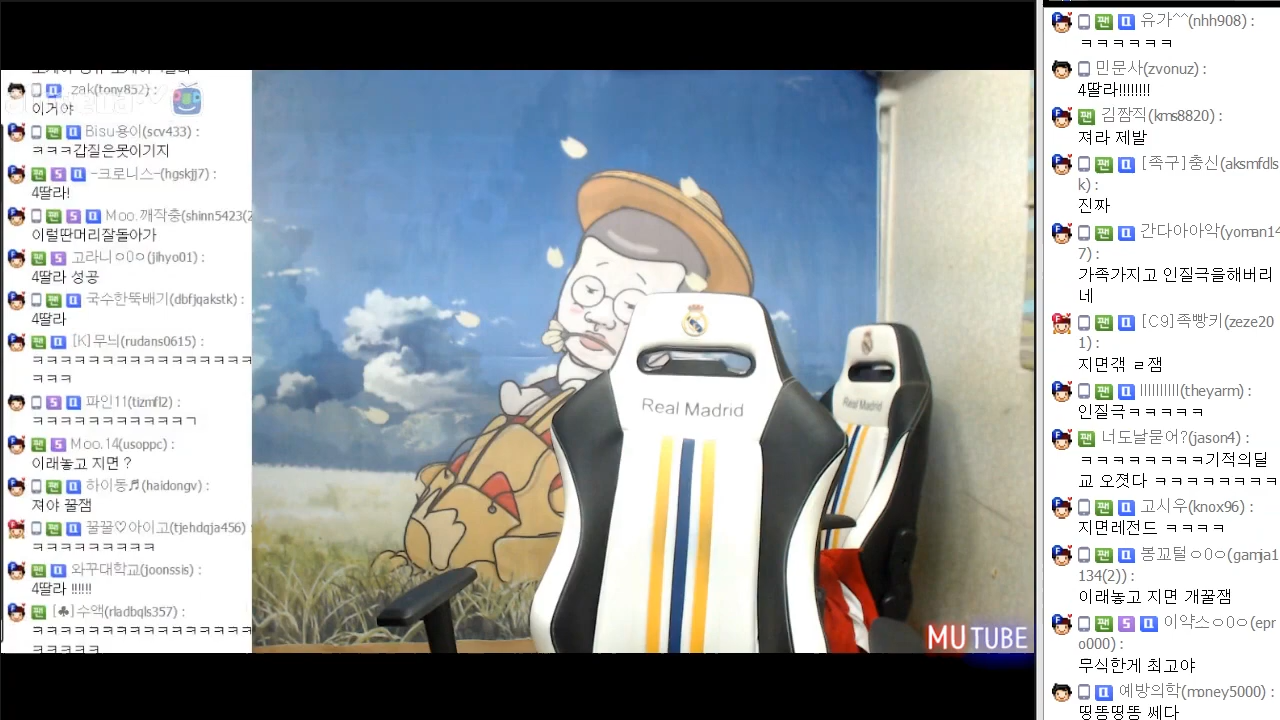 zak(tony852) :
이거야
Bisu용이(scv433) :
ㅋㅋㅋ갑질은못이기지
-크로니스-(hgskjj7) :
4딸라!
Moo.깨작충(shinn5423(2
이럴딴머리잘돌아가
고라니ㅇ0ㅇ(jihyo01) :
4딸라 성공
국수한뚝배기(dbfjqakstk) :
4딸라
[K]무늬(rudans0615) :
ㅋㅋㅋㅋㅋㅋㅋㅋㅋㅋㅋㅋㅋㅋㅋㅋ
ㅋㅋㅋ
파인11(tizmfl2) :
ㅋㅋㅋㅋㅋㅋㅋㅋㅋㅋㅋㄱ
Moo.14(usoppc) :
이래놓고 지면 ?
하이동♬(haidongv) :
져야 꿀잼
꿀꿀♡아이고(tjehdqja456)
ㅋㅋㅋㅋㅋㅋㅋㅋㅋ
와꾸대학교(joonssis) :
4딸라 !!!!!!
[♣]수액(rladbqls357) :
ㅋㅋㅋㅋㅋㅋㅋㅋㅋㅋㅋㅋㅋㅋㅋㅋ
ㅋㅋㅋㅋㅋ
Real Madrid
Real Madrid
MUTUBE
유가^^(nhh908) :
ㅋㅋㅋㅋㅋㅋ
민문사(zvonuz) :
4딸라!!!!!!!!
김짬직(kms8820) :
져라 제발
[족구]충신(aksmfdls
k) :
진짜
간다아아악(yoman14
7) :
가족가지고 인질극을해버리
네
[C9]족빵키(zeze20
1) :
지면갞 ㄹ잼
llllllllll(theyarm) :
인질극ㅋㅋㅋㅋㅋ
너도날묻어?(jason4) :
ㅋㅋㅋㅋㅋㅋㅋㅋ기적의딜
교 오졋다 ㅋㅋㅋㅋㅋㅋㅋㅋ
고시우(knox96) :
지면레전드 ㅋㅋㅋㅋ
봉꼬털ㅇ0ㅇ(gamja1
134(2)) :
이래놓고 지면 개꿀잼
이약스ㅇ0ㅇ(epr
o000) :
무식한게 최고야
예방의학(money5000) :
띵똥띵똥 쎄다